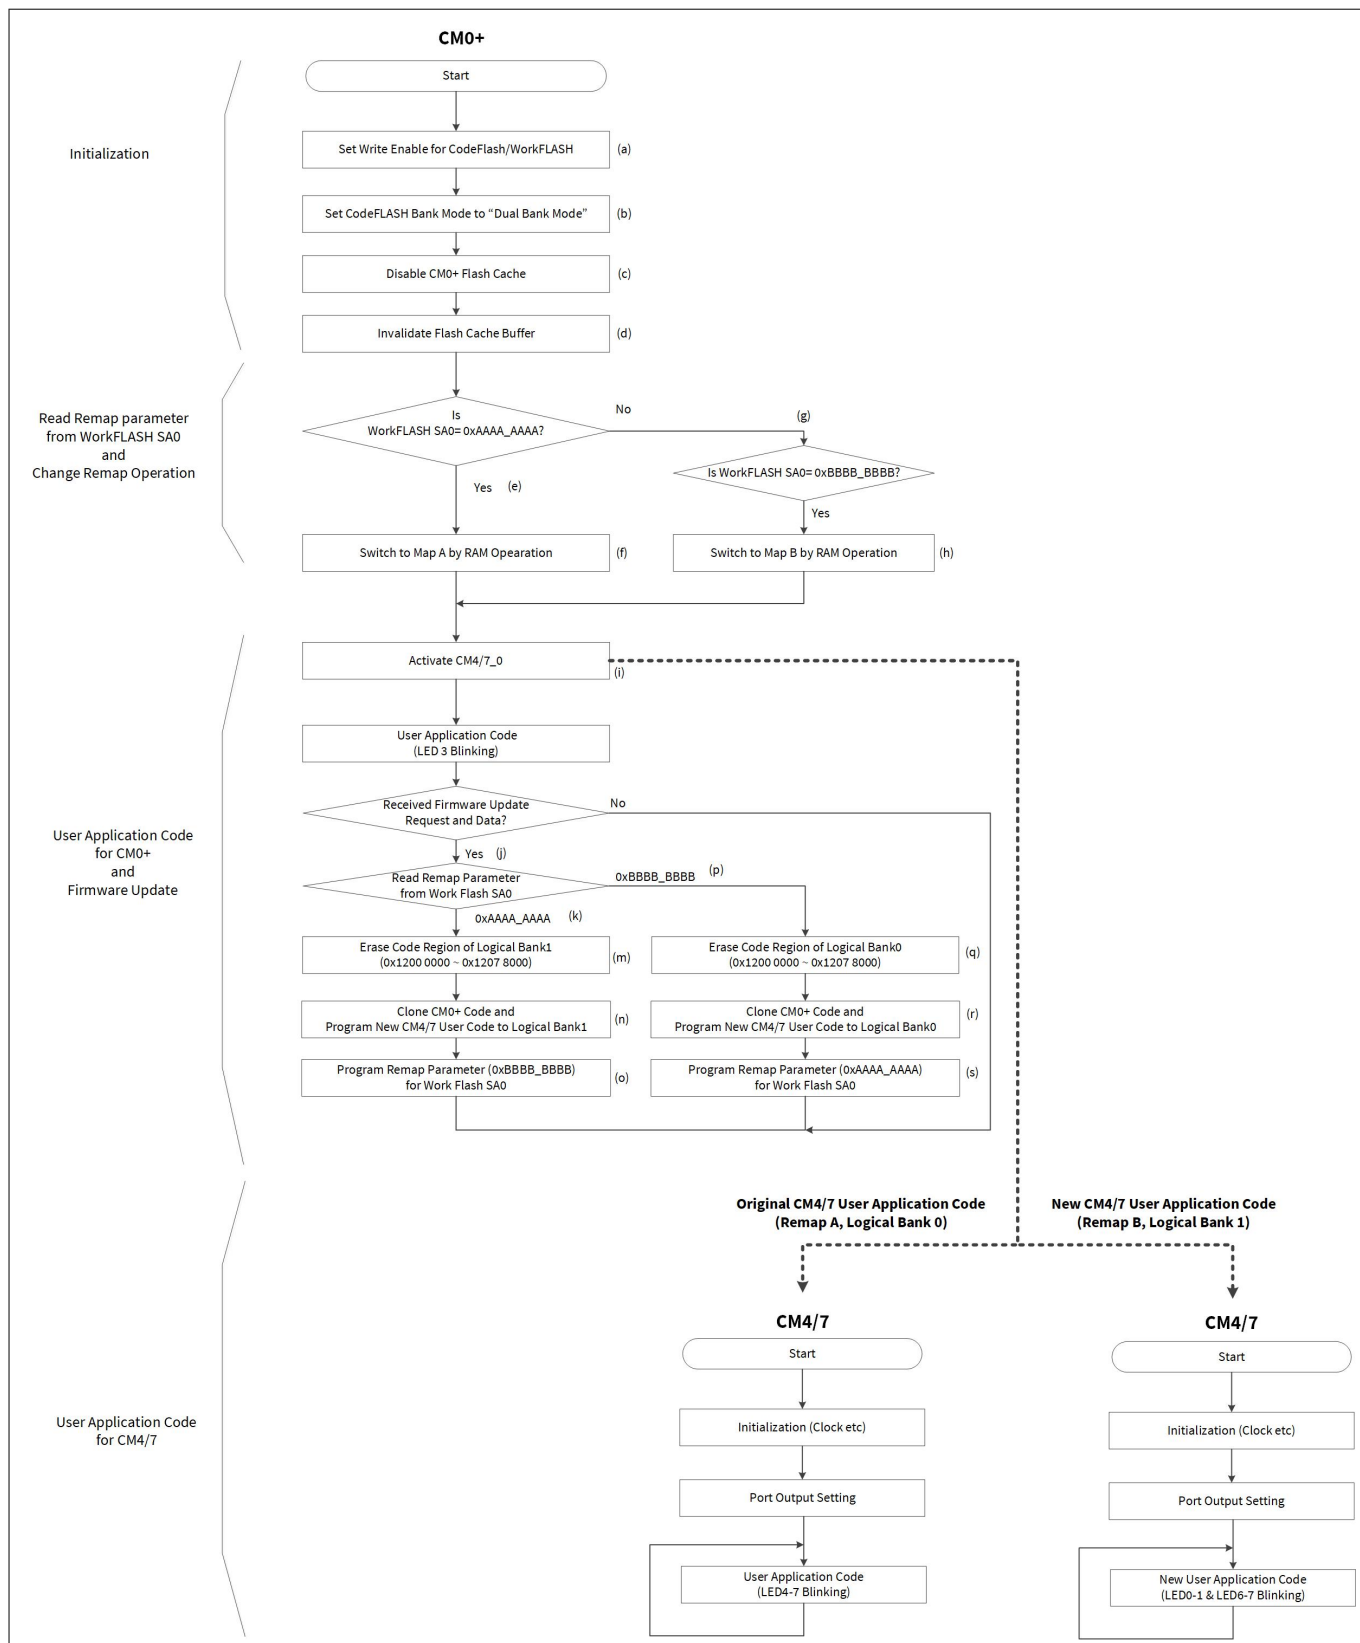 CM0+
Start
Initialization
Set Write Enable for CodeFlash/WorkFLASH
(a)
Set CodeFLASH Bank Mode to “Dual Bank Mode”
(b)
Disable CM0+ Flash Cache
(c)
Invalidate Flash Cache Buffer
(d)
Read Remap parameter
from WorkFLASH SA0
and
Change Remap Operation
Is
WorkFLASH SA0= 0xAAAA_AAAA?
No
(g)
Is WorkFLASH SA0= 0xBBBB_BBBB?
Yes
(e)
Yes
Switch to Map A by RAM Opearation
(f)
Switch to Map B by RAM Operation
(h)
Activate CM4/7_0
(i)
User Application Code
(LED 3 Blinking)
User Application Code
for CM0+
and
Firmware Update
Received Firmware Update
Request and Data?
No
Yes
(j)
Read Remap Parameter
from Work Flash SA0
0xBBBB_BBBB
(p)
0xAAAA_AAAA
(k)
Erase Code Region of Logical Bank1
(0x1200 0000 ~ 0x1207 8000)
(m)
Erase Code Region of Logical Bank0
(0x1200 0000 ~ 0x1207 8000)
(q)
Clone CM0+ Code and
Program New CM4/7 User Code to Logical Bank1
(n)
Clone CM0+ Code and
Program New CM4/7 User Code to Logical Bank0
(r)
Program Remap Parameter (0xBBBB_BBBB)
for Work Flash SA0
(o)
Program Remap Parameter (0xAAAA_AAAA)
for Work Flash SA0
(s)
Original CM4/7 User Application Code
(Remap A, Logical Bank 0)
New CM4/7 User Application Code
(Remap B, Logical Bank 1)
User Application Code
for CM4/7
CM4/7
Start
Initialization (Clock etc)
Port Output Setting
User Application Code
(LED4-7 Blinking)
CM4/7
Start
Initialization (Clock etc)
Port Output Setting
New User Application Code
(LED0-1 & LED6-7 Blinking)